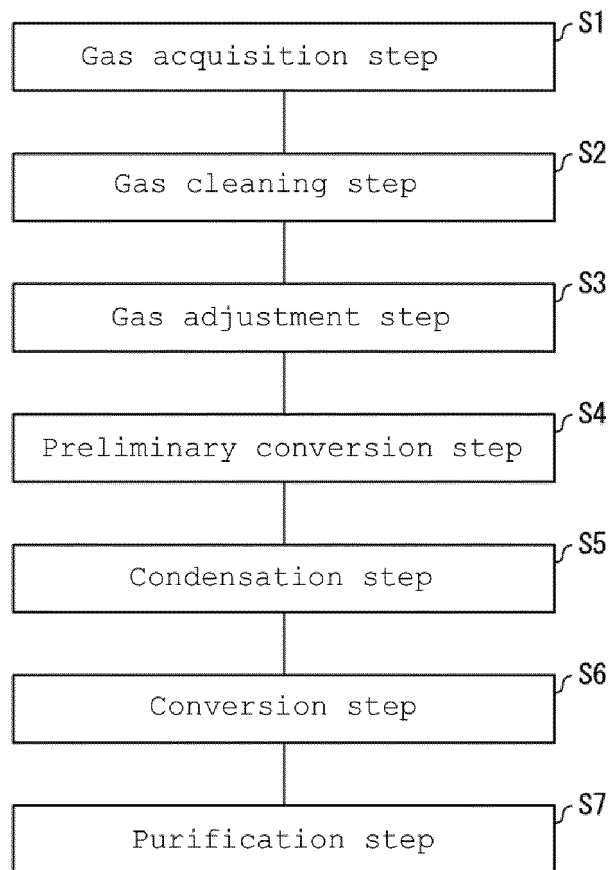 S1
Gas acquisition step
S2
Gas cleaning step
S3
Gas adjustment step
S4
Preliminary conversion step
S5
Condensation step
S6
Conversion step
S7
Purification step